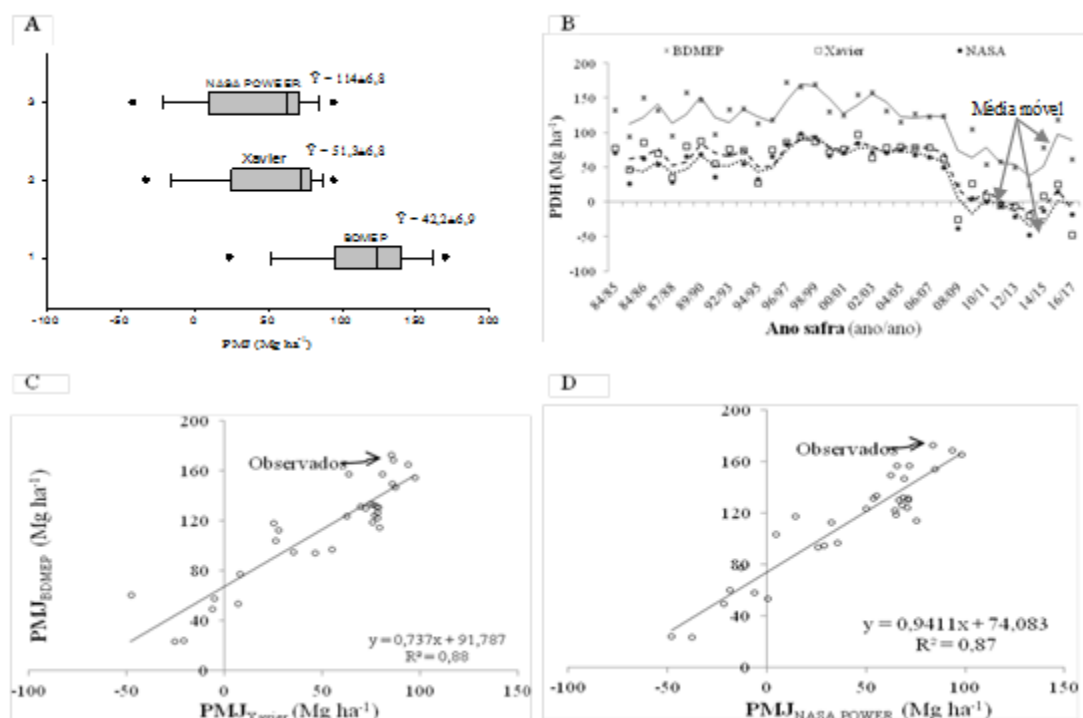 A
NASA POWEER
Ȳ = 114±6,8
Xavier
Ȳ = 51,3±6,8
BDMEP
Ȳ = 42,2±6,9
3
2
1
-100 -50 0 50 100 150 200
PMJ (Mg ha-1)
B
BDMEP Xavier NASA
Média móvel
PDH (Mg ha-1)
200
150
100
50
0
-50
-100
84/85 84/86 87/88 89/90 92/93 94/95 96/97 98/99 00/01 02/03 04/05 06/07 08/09 10/11 12/13 14/15 16/17
Ano safra (ano/ano)
C
PMJBDMEP (Mg ha-1)
200
160
120
80
40
0
Observados
y = 0,737x + 91,787
R² = 0,88
-100 -50 0 50 100 150
PMJXavier (Mg ha-1)
D
200
160
120
80
40
0
Observados
y = 0,9411x + 74,083
R² = 0,87
-100 -50 0 50 100 150
PMJNASA POWER (Mg ha-1)